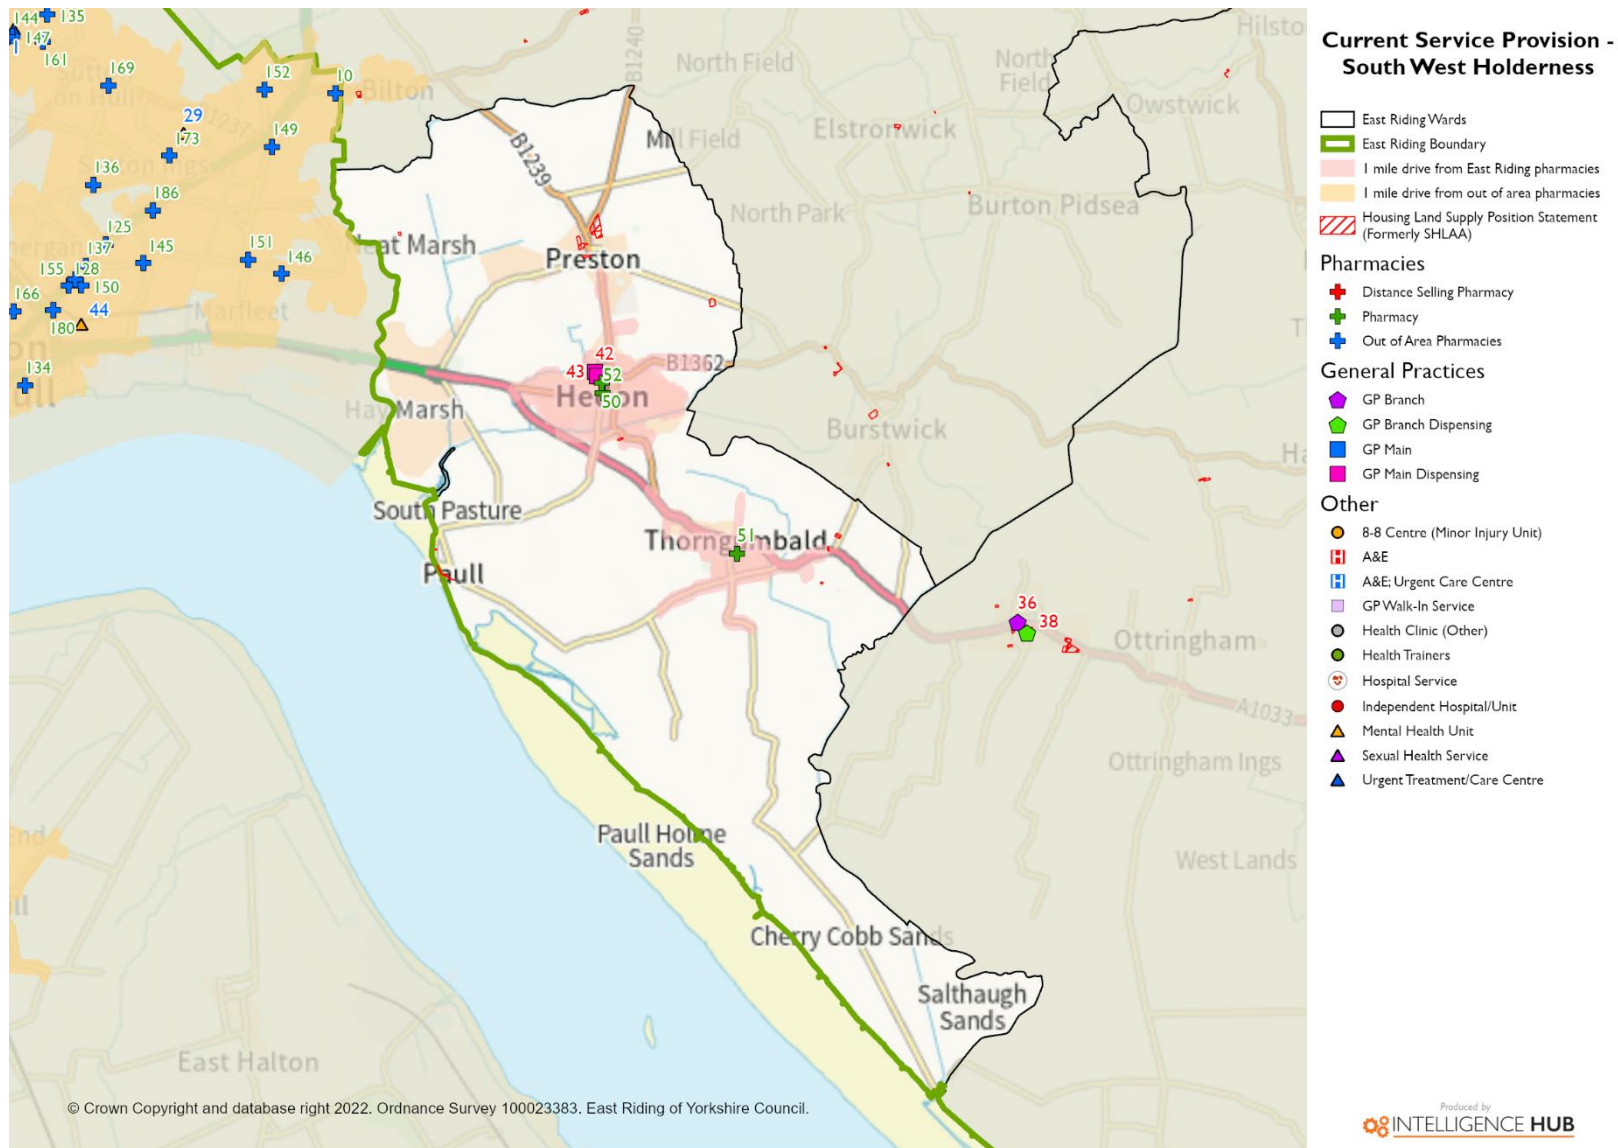 Current Service Provision -
South West Holderness
East Riding Wards
East Riding Boundary
1 mile drive from East Riding pharmacies
1 mile drive from out of area pharmacies
Housing Land Supply Position Statement
(Formerly SHLAA)
Pharmacies
Distance Selling Pharmacy
Pharmacy
Out of Area Pharmacies
General Practices
GP Branch
GP Branch Dispensing
GP Main
GP Main Dispensing
Other
8-8 Centre (Minor Injury Unit)
A&E
A&E; Urgent Care Centre
GP Walk-In Service
Health Clinic (Other)
Health Trainers
Hospital Service
Independent Hospital/Unit
Mental Health Unit
Sexual Health Service
Urgent Treatment/Care Centre
Produced by
INTELLIGENCE HUB
144
135
147
161
169
152
10
Bilton
B1240
North Field
North
Field
Owstwick
Elstronwick
29
173
149
B1239
136
186
North Park
Burton Pidsea
125
137
145
151
146
Preston
155
128
150
166
44
180
Marfleet
134
42
43
52
50
B1362
Hedon
Burstwick
South Pasture
51
Thorngumbald
Paull
36
38
Ottringham
A1033
Ottringham Ings
Paull Holme
Sands
West Lands
Cherry Cobb Sands
Salthaugh
Sands
East Halton
© Crown Copyright and database right 2022. Ordnance Survey 100023383. East Riding of Yorkshire Council.